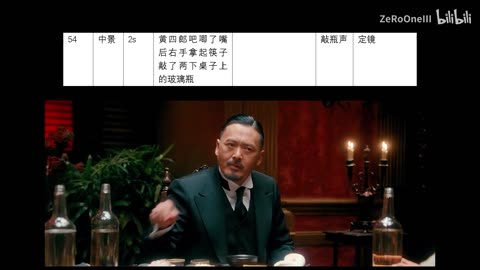 ZeRoOneIII bilibili
54 中景 2s 黄四郎吧唧了嘴
后右手拿起筷子
敲了两下桌子上
的玻璃瓶 敲瓶声 定镜